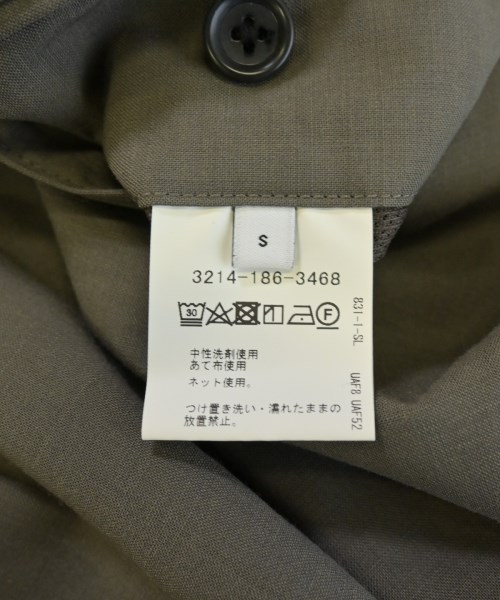 S
3214-186-3468
30 F
中性洗剤使用
あて布使用
ネット使用。
つけ置き洗い・濡れたままの
放置禁止。
831-1-SL
UAF8 UAF52